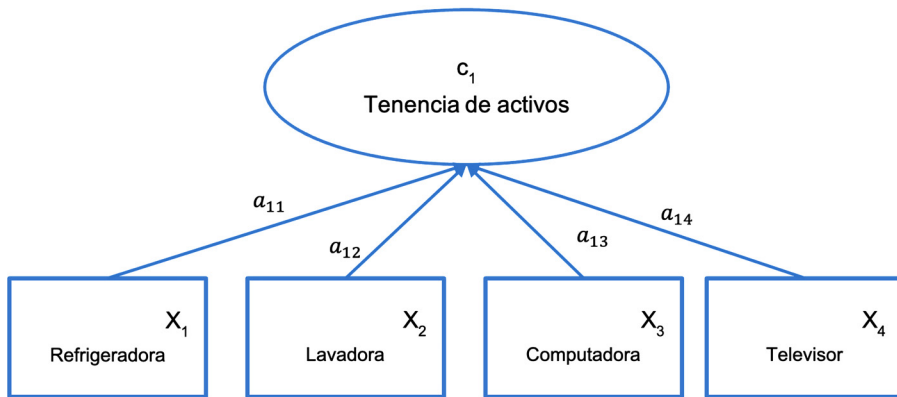 c₁
Tenencia de activos
𝑎₁₁
𝑎₁₂
𝑎₁₃
𝑎₁₄
X₁
Refrigeradora
X₂
Lavadora
X₃
Computadora
X₄
Televisor